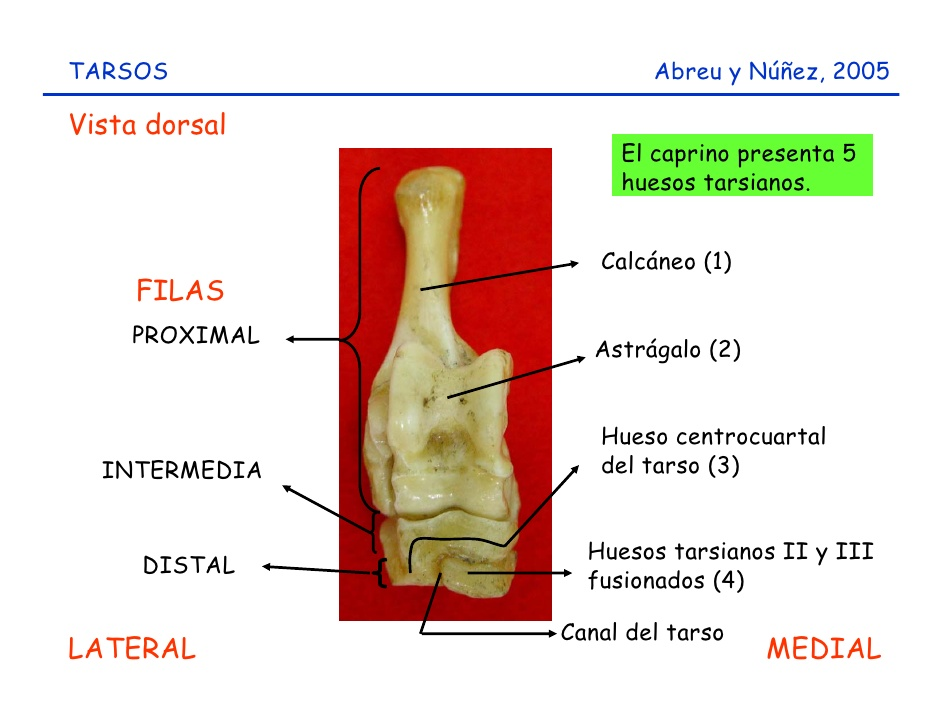 TARSOS
Abreu y Núñez, 2005
Vista dorsal
El caprino presenta 5
huesos tarsianos.
Calcáneo (1)
FILAS
PROXIMAL
Astrágalo (2)
Hueso centrocuartal
del tarso (3)
INTERMEDIA
Huesos tarsianos II y III
fusionados (4)
DISTAL
Canal del tarso
LATERAL
MEDIAL